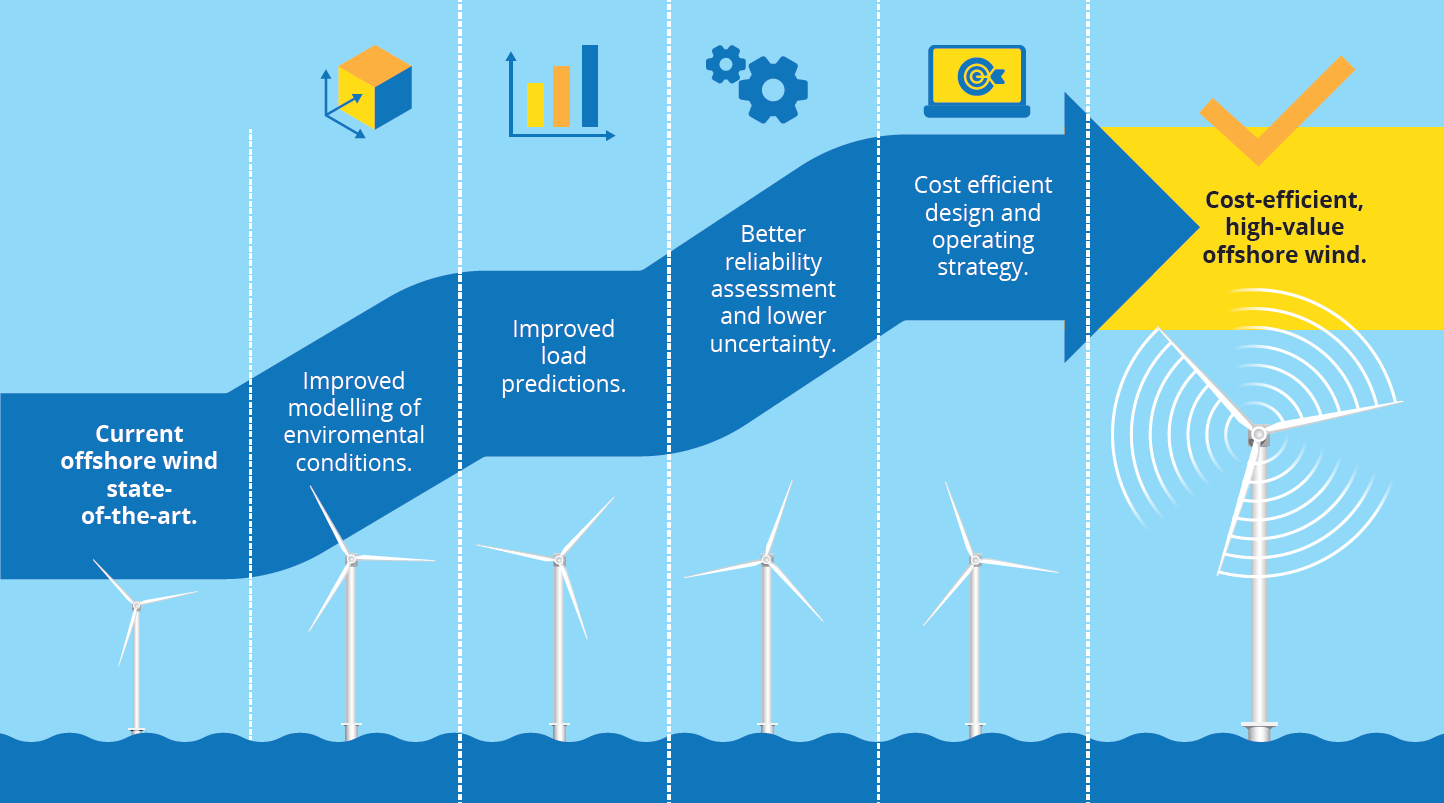 Current
offshore wind
state-
of-the-art.
Improved
modelling of
enviromental
conditions.
Improved
load
predictions.
Better
reliability
assessment
and lower
uncertainty.
Cost efficient
design and
operating
strategy.
Cost-efficient,
high-value
offshore wind.